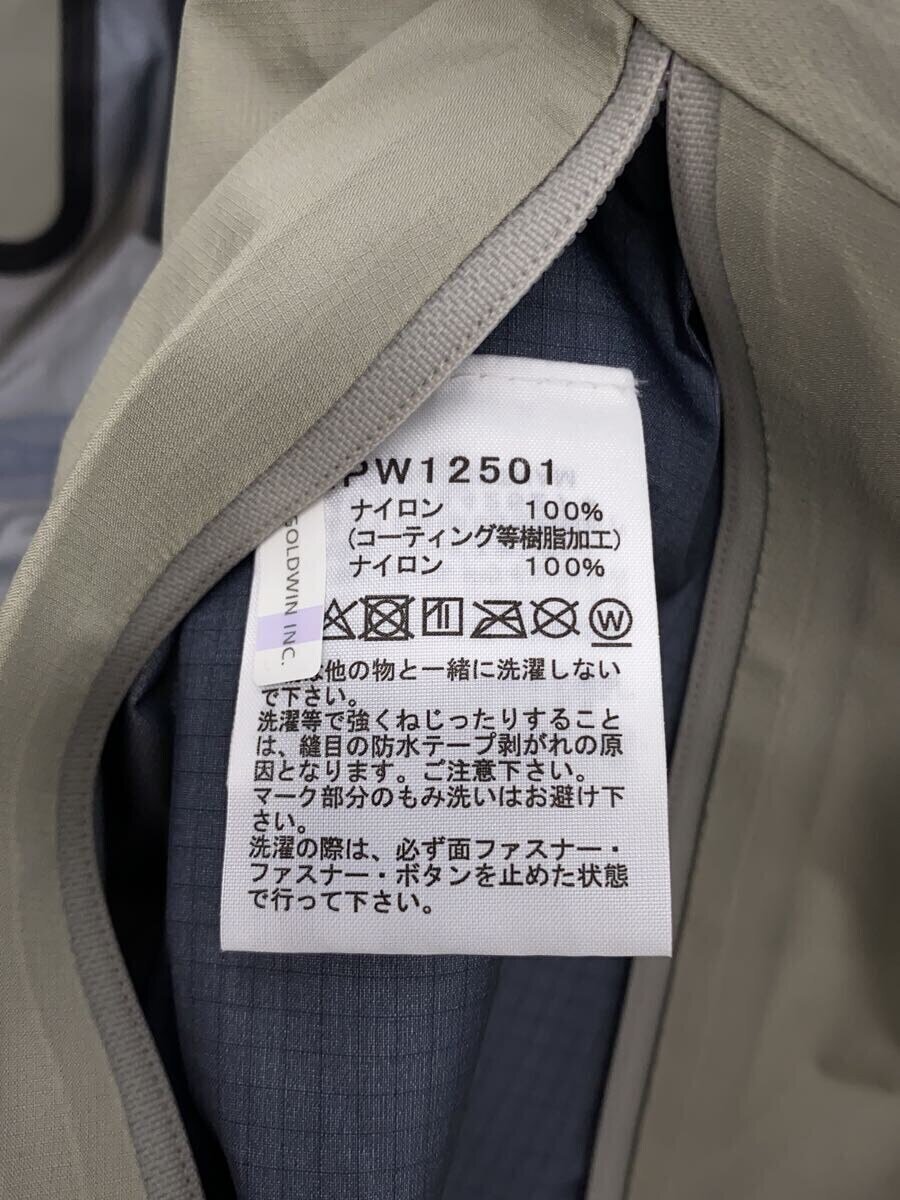 PW12501
ナイロン 100%
(コーティング等樹脂加工)
ナイロン 100%
GOLDWIN INC.
W
は他の物と一緒に洗濯しない
で下さい。
洗濯等で強くねじったりすること
は、縫目の防水テープ剥がれの原
因となります。ご注意下さい。
マーク部分のもみ洗いはお避け下
さい。
洗濯の際は、必ず面ファスナー・
ファスナー・ボタンを止めた状態
で行って下さい。